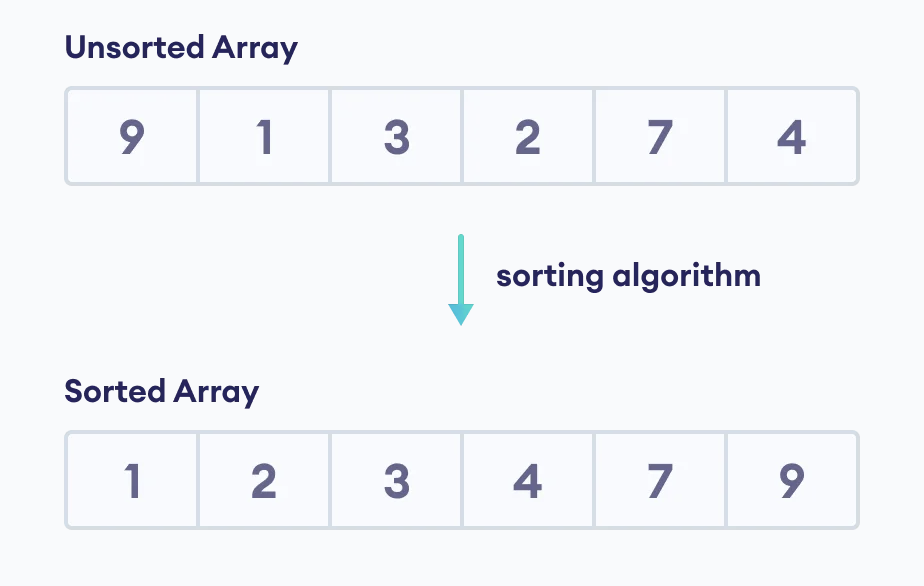 Unsorted Array
9 1 3 2 7 4
sorting algorithm
Sorted Array
1 2 3 4 7 9